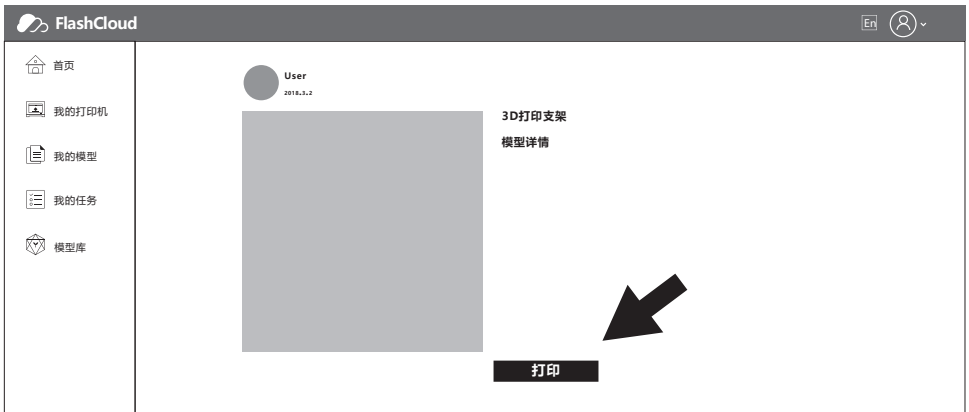 FlashCloud
En
首页
我的打印机
我的模型
我的任务
模型库
User
2018.3.2
3D打印支架
模型详情
打印